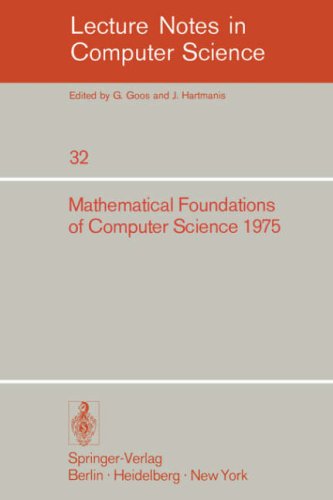 Lecture Notes in
Computer Science
Edited by G. Goos and J. Hartmanis
32
Mathematical Foundations
of Computer Science 1975
Springer-Verlag
Berlin · Heidelberg · New York